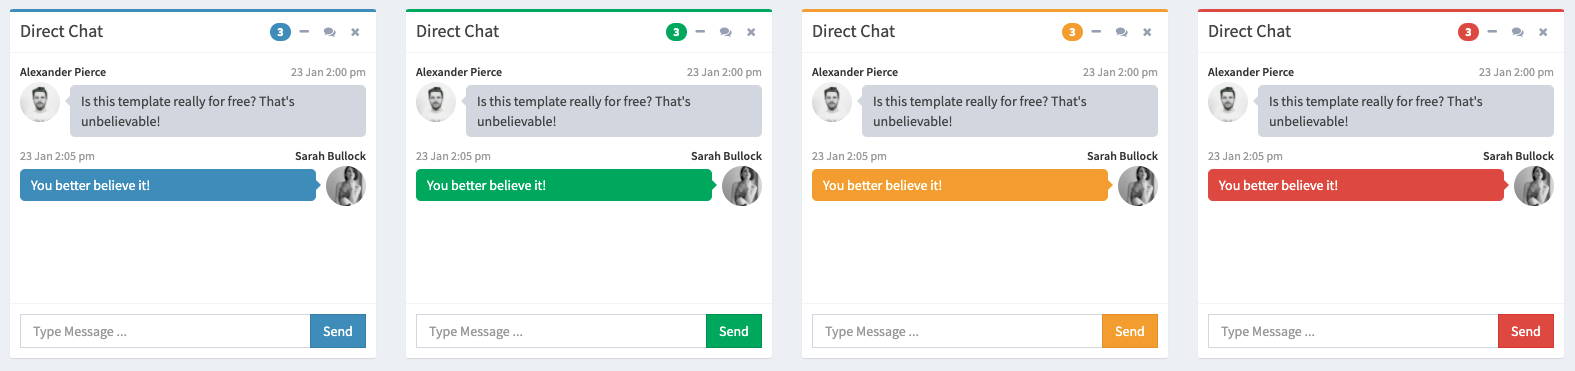 Direct Chat 3
Alexander Pierce 23 Jan 2:00 pm
Is this template really for free? That's
unbelievable!
23 Jan 2:05 pm Sarah Bullock
You better believe it!
Type Message ... Send
Direct Chat 3
Alexander Pierce 23 Jan 2:00 pm
Is this template really for free? That's
unbelievable!
23 Jan 2:05 pm Sarah Bullock
You better believe it!
Type Message ... Send
Direct Chat 3
Alexander Pierce 23 Jan 2:00 pm
Is this template really for free? That's
unbelievable!
23 Jan 2:05 pm Sarah Bullock
You better believe it!
Type Message ... Send
Direct Chat 3
Alexander Pierce 23 Jan 2:00 pm
Is this template really for free? That's
unbelievable!
23 Jan 2:05 pm Sarah Bullock
You better believe it!
Type Message ... Send